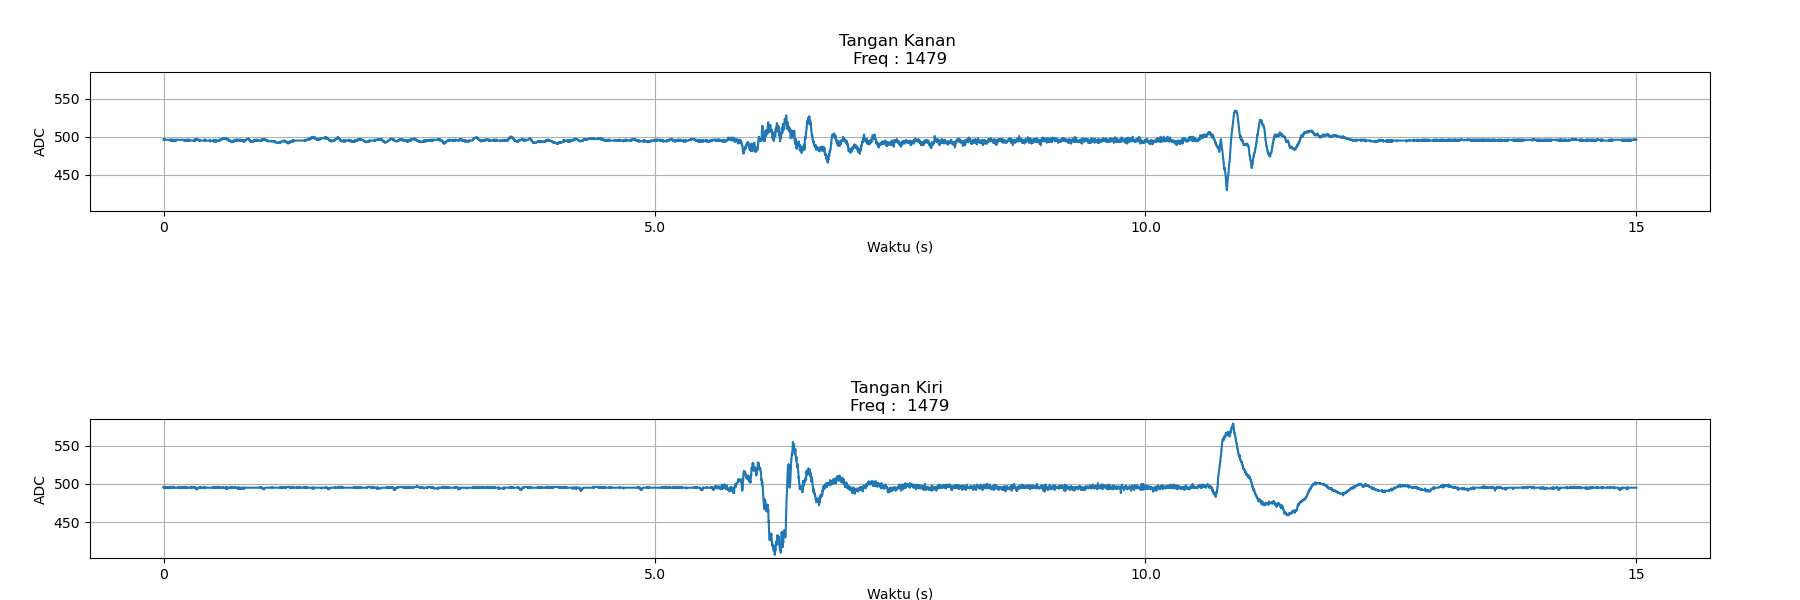 Tangan Kanan
Freq : 1479
550
500
450
ADC
0 5.0 10.0 15
Waktu (s)
Tangan Kiri
Freq :  1479
550
500
450
ADC
0 5.0 10.0 15
Waktu (s)